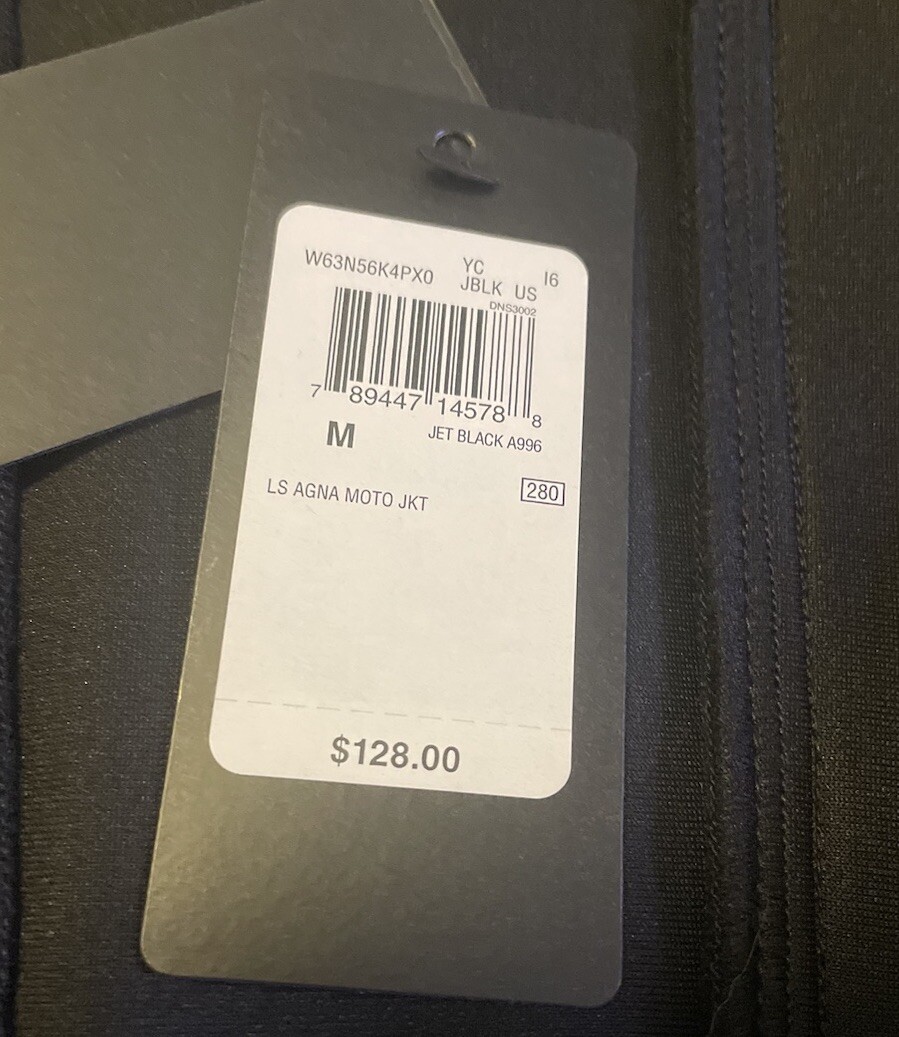 W63N56K4PX0 YC I6
JBLK US
DNS3002
7 89447 14578 8
M JET BLACK A996
LS AGNA MOTO JKT 280
$128.00